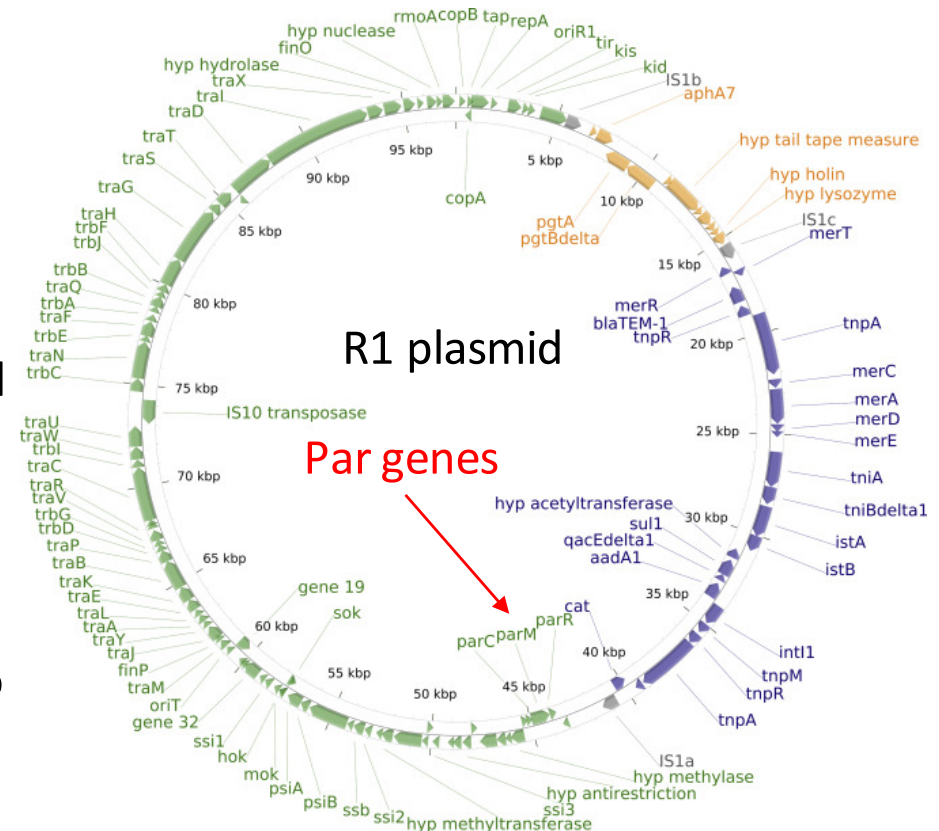 rmoA copB tap repA
hyp nuclease
oriR1
finO
tir
kis
hyp hydrolase
kid
traX
IS1b
traI
aphA7
traD
95 kbp
5 kbp
traT
hyp tail tape measure
traS
90 kbp
hyp holin
traG
copA
10 kbp
hyp lysozyme
pgtA
IS1c
traH
85 kbp
pgtBdelta
merT
trbF
trbJ
15 kbp
trbB
traQ
80 kbp
merR
trbA
blaTEM-1
tnpA
traF
tnpR
trbE
R1 plasmid
20 kbp
traN
trbC
merC
75 kbp
merA
IS10 transposase
merD
traU
25 kbp
merE
traW
trbI
Par genes
traC
70 kbp
tniA
traR
traV
hyp acetyltransferase
tniBdelta1
trbG
sul1
30 kbp
trbD
qacEdelta1
istA
traP
65 kbp
aadA1
traB
istB
traK
gene 19
35 kbp
traE
sok
cat
traL
parC parM parR
traA
60 kbp
traY
40 kbp
intI1
traJ
finP
55 kbp
50 kbp
45 kbp
tnpM
traM
tnpR
oriT
gene 32
tnpA
ssi1
hok
IS1a
mok
hyp methylase
psiA
hyp antirestriction
psiB
ssb
ssi2
ssi3
hyp methyltransferase